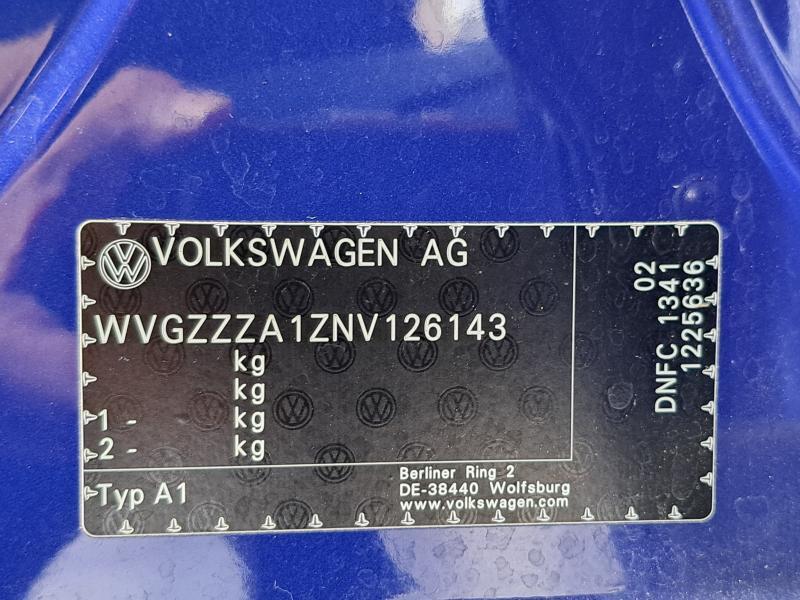 VOLKSWAGEN AG
WVGZZZA1ZNV126143
kg
kg
1 - kg
2 - kg
Typ A1
Berliner Ring 2
DE-38440 Wolfsburg
www.volkswagen.com
02
DNFC 1341
1225636